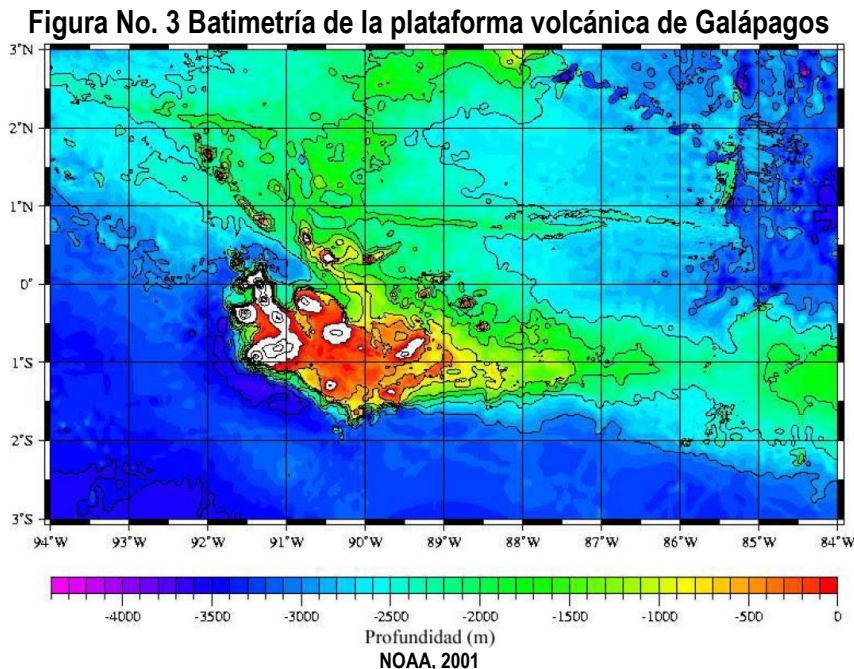 Figura No. 3 Batimetría de la plataforma volcánica de Galápagos
3°N
2°N
1°N
0°
1°S
2°S
3°S
94°W 93°W 92°W 91°W 90°W 89°W 88°W 87°W 86°W 85°W 84°W
-4000 -3500 -3000 -2500 -2000 -1500 -1000 -500 0
Profundidad (m)
NOAA, 2001